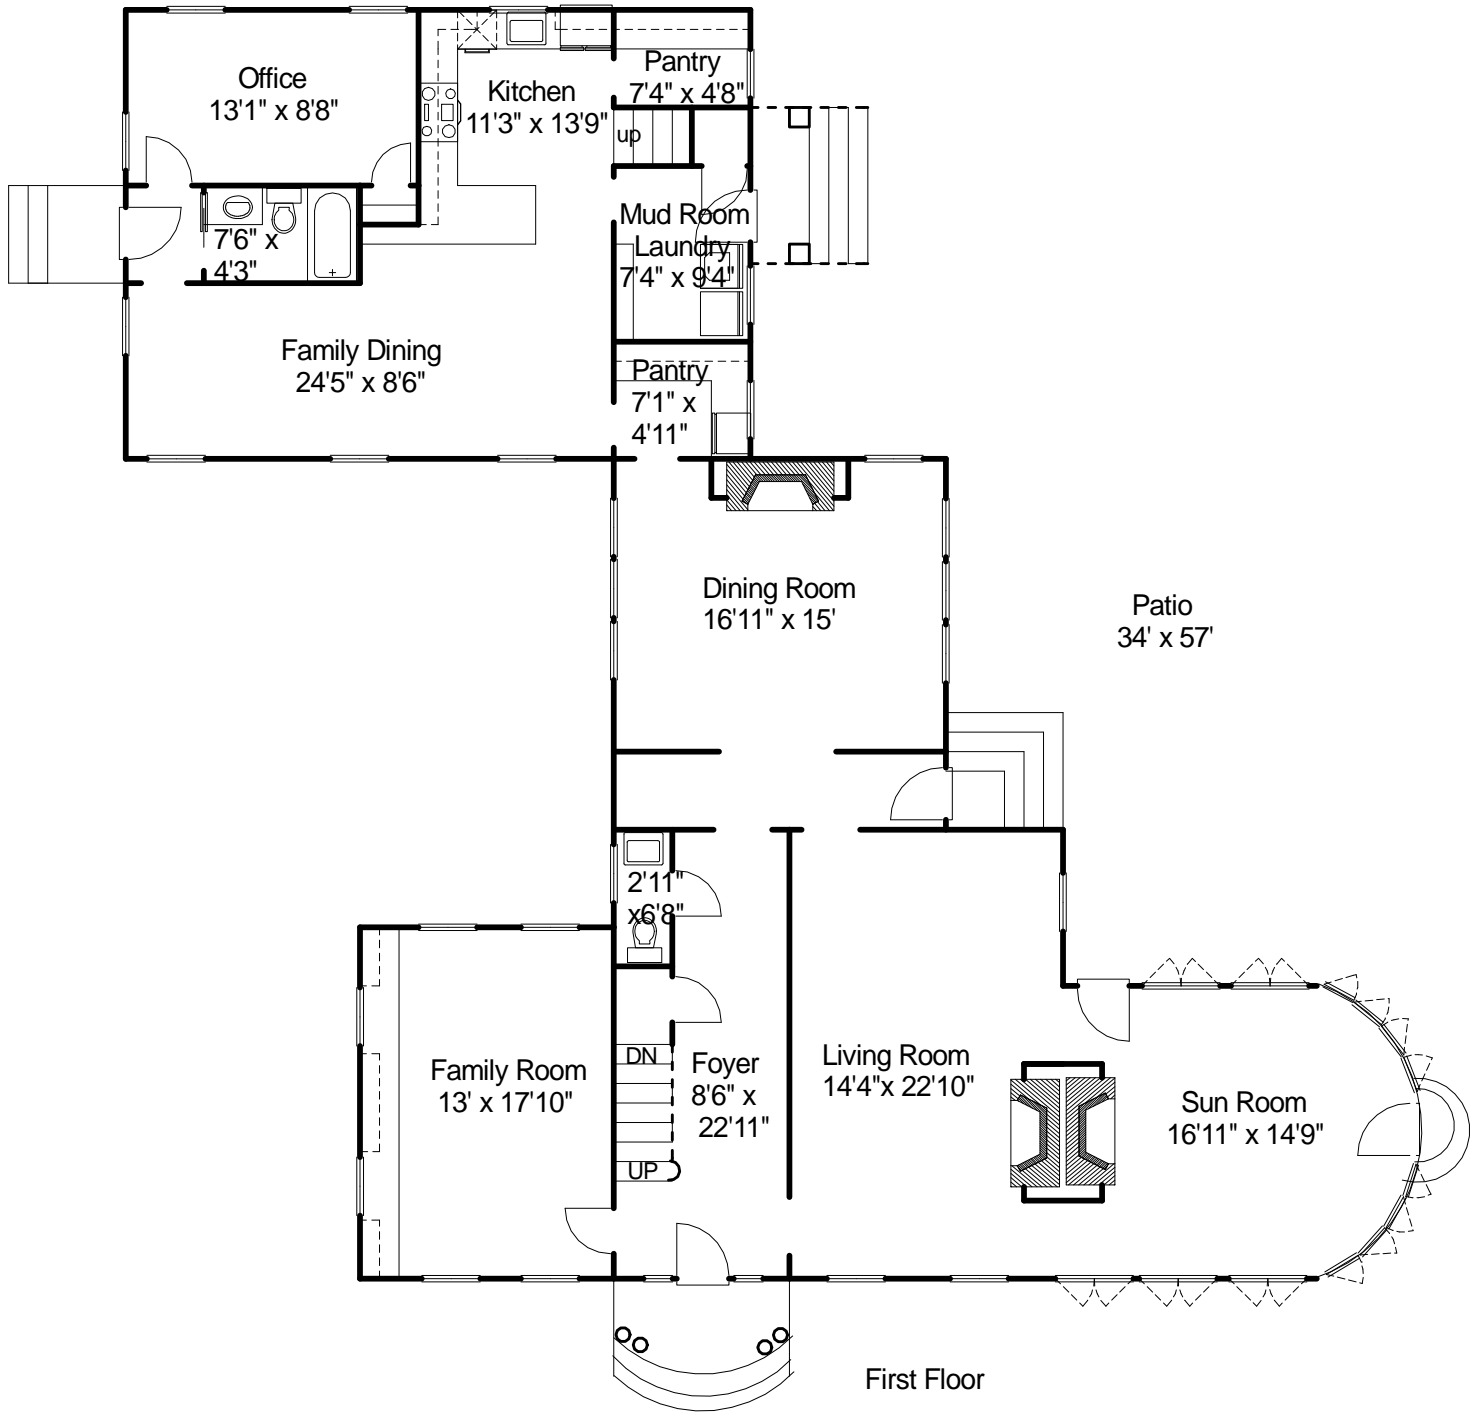 Office
13'1" x 8'8"
Kitchen
11'3" x 13'9"
Pantry
7'4" x 4'8"
up
Mud Room
Laundry
7'4" x 9'4"
7'6" x
4'3"
Family Dining
24'5" x 8'6"
Pantry
7'1" x
4'11"
Dining Room
16'11" x 15'
Patio
34' x 57'
2'11"
x6'8"
Family Room
13' x 17'10"
DN
UP
Foyer
8'6" x
22'11"
Living Room
14'4"x 22'10"
Sun Room
16'11" x 14'9"
First Floor